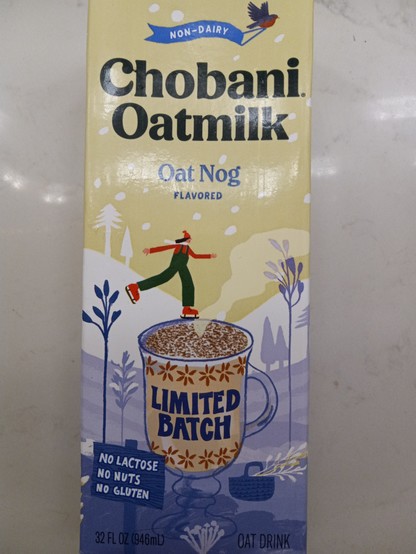 NON-DAIRY
Chobani.
Oatmilk
Oat Nog
FLAVORED
LIMITED
BATCH
NO LACTOSE
NO NUTS
NO GLUTEN
32 FL OZ (946mL) OAT DRINK